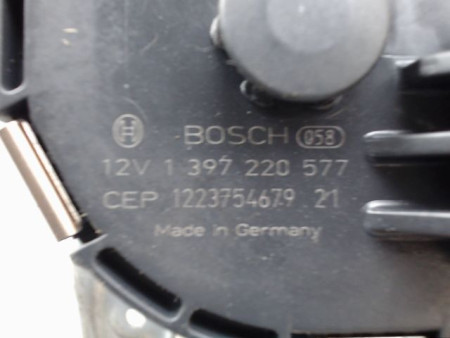 BOSCH 058
12V 1 397 220 577
CEP 1223754679 21
Made in Germany